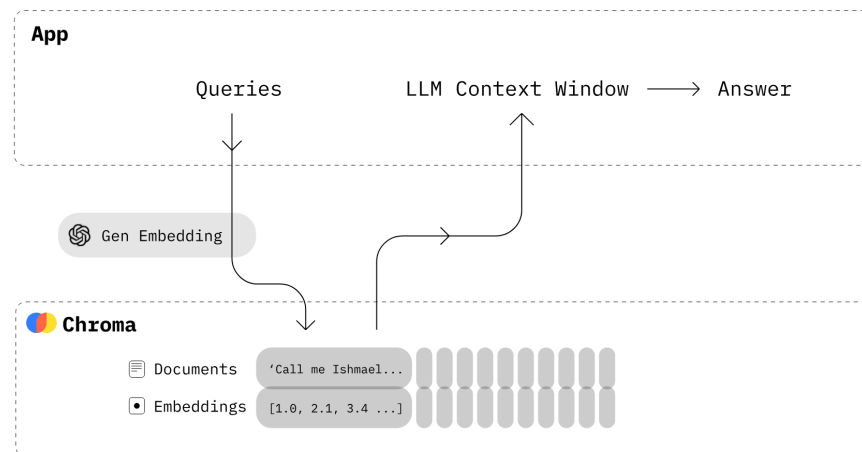 App
Queries
LLM Context Window
Answer
Gen Embedding
Chroma
Documents
‘Call me Ishmael...
Embeddings
[1.0, 2.1, 3.4 ...]